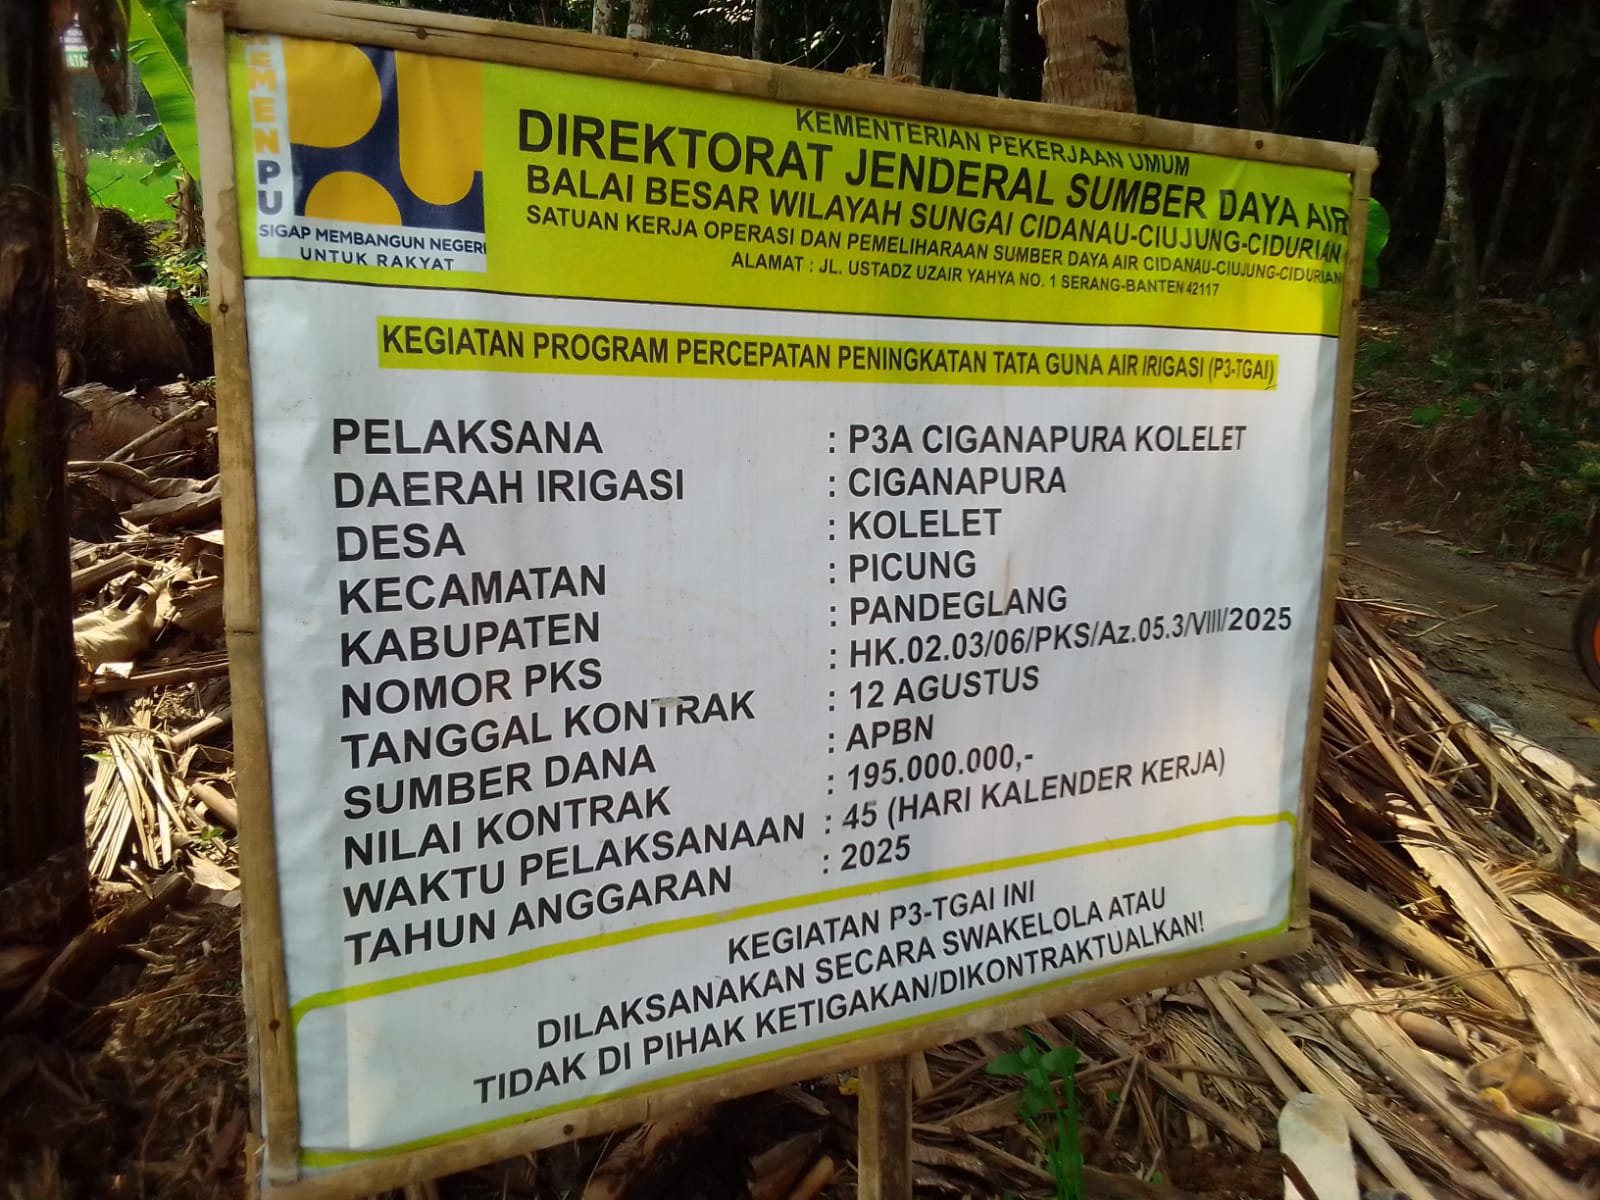 EMEN PU
SIGAP MEMBANGUN NEGERI
UNTUK RAKYAT
KEMENTERIAN PEKERJAAN UMUM
DIREKTORAT JENDERAL SUMBER DAYA AIR
BALAI BESAR WILAYAH SUNGAI CIDANAU-CIUJUNG-CIDURIAN
SATUAN KERJA OPERASI DAN PEMELIHARAAN SUMBER DAYA AIR CIDANAU-CIUJUNG-CIDURIAN
ALAMAT : JL. USTADZ UZAIR YAHYA NO. 1 SERANG-BANTEN 42117
KEGIATAN PROGRAM PERCEPATAN PENINGKATAN TATA GUNA AIR IRIGASI (P3-TGAI)
PELAKSANA : P3A CIGANAPURA KOLELET
DAERAH IRIGASI : CIGANAPURA
DESA : KOLELET
KECAMATAN : PICUNG
KABUPATEN : PANDEGLANG
NOMOR PKS : HK.02.03/06/PKS/Az.05.3/VIII/2025
TANGGAL KONTRAK : 12 AGUSTUS
SUMBER DANA : APBN
NILAI KONTRAK : 195.000.000,-
WAKTU PELAKSANAAN : 45 (HARI KALENDER KERJA)
TAHUN ANGGARAN : 2025
KEGIATAN P3-TGAI INI
DILAKSANAKAN SECARA SWAKELOLA ATAU
TIDAK DI PIHAK KETIGAKAN/DIKONTRAKTUALKAN!